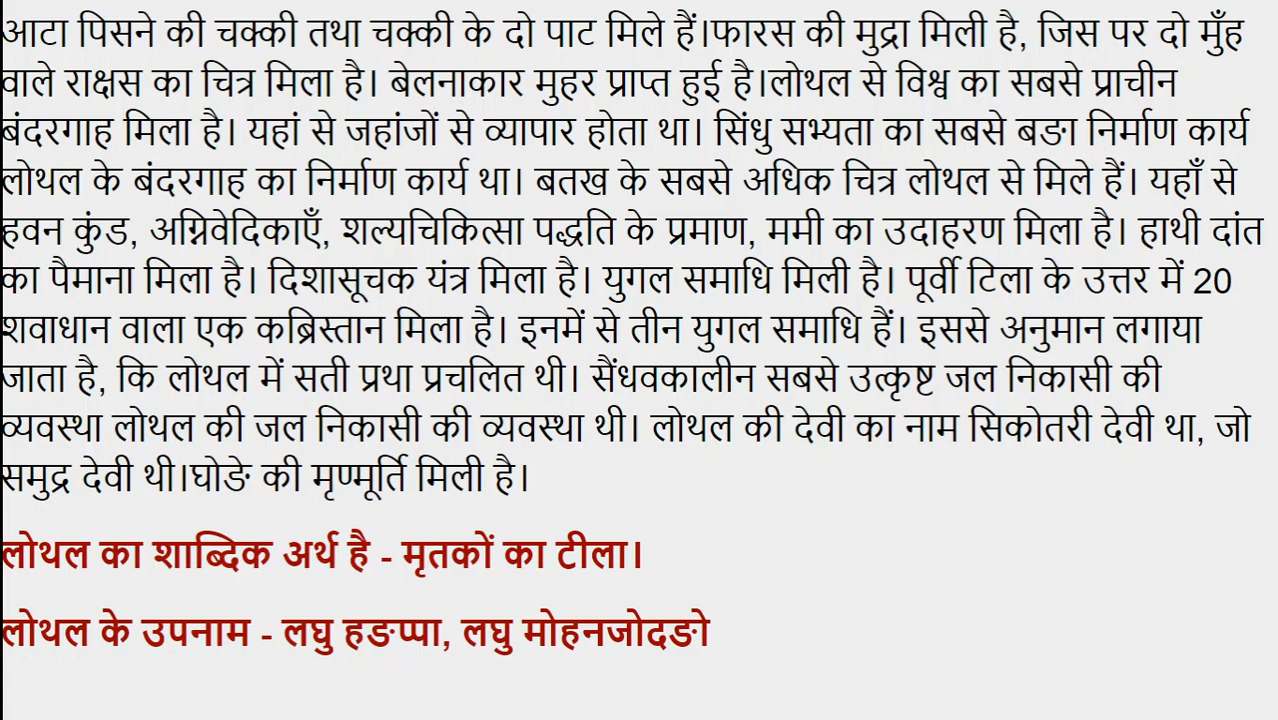 आटा पिसने की चक्की तथा चक्की के दो पाट मिले हैं।फारस की मुद्रा मिली है, जिस पर दो मुँह
वाले राक्षस का चित्र मिला है। बेलनाकार मुहर प्राप्त हुई है।लोथल से विश्व का सबसे प्राचीन
बंदरगाह मिला है। यहां से जहांजों से व्यापार होता था। सिंधु सभ्यता का सबसे बङा निर्माण कार्य
लोथल के बंदरगाह का निर्माण कार्य था। बतख के सबसे अधिक चित्र लोथल से मिले हैं। यहाँ से
हवन कुंड, अग्निवेदिकाएँ, शल्यचिकित्सा पद्धति के प्रमाण, ममी का उदाहरण मिला है। हाथी दांत
का पैमाना मिला है। दिशासूचक यंत्र मिला है। युगल समाधि मिली है। पूर्वी टिला के उत्तर में 20
शवाधान वाला एक कब्रिस्तान मिला है। इनमें से तीन युगल समाधि हैं। इससे अनुमान लगाया
जाता है, कि लोथल में सती प्रथा प्रचलित थी। सैंधवकालीन सबसे उत्कृष्ट जल निकासी की
व्यवस्था लोथल की जल निकासी की व्यवस्था थी। लोथल की देवी का नाम सिकोतरी देवी था, जो
समुद्र देवी थी।घोङे की मृण्मूर्ति मिली है।
लोथल का शाब्दिक अर्थ है - मृतकों का टीला।
लोथल के उपनाम - लघु हङप्पा, लघु मोहनजोदङो